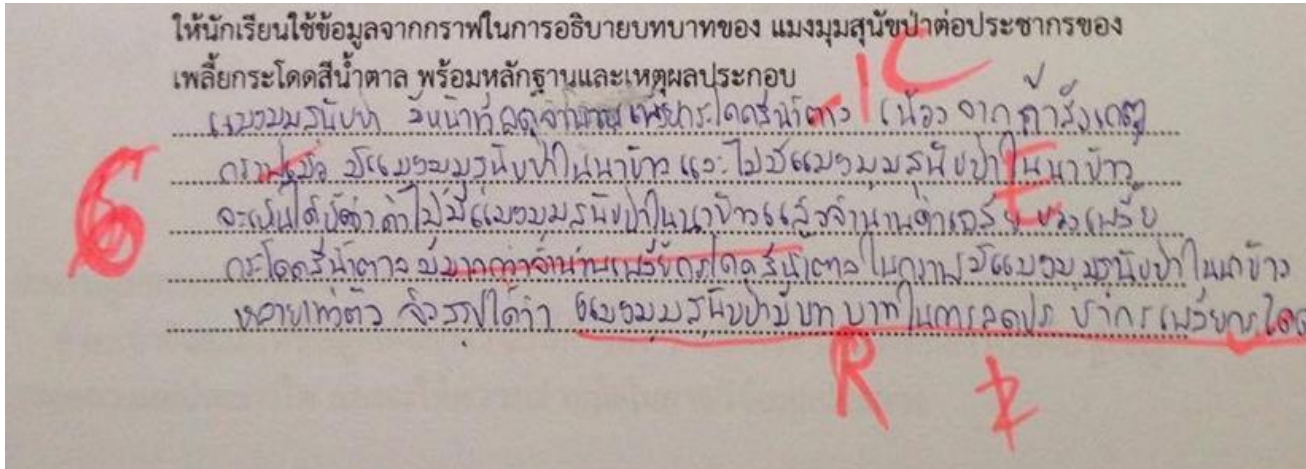 ให้นักเรียนใช้ข้อมูลจากกราฟในการอธิบายบทบาทของ แมงมุมสุนัขป่าต่อประชากรของ
เพลี้ยกระโดดสีน้ำตาล พร้อมหลักฐานและเหตุผลประกอบ
C
แมงมุมสุนัขป่า มีหน้าที่ลดจำนวนเพลี้ยกระโดดสีน้ำตาล เนื่องจาก ถ้าสังเกตดู
กราฟเมื่อ มีแมงมุมสุนัขป่าในนาข้าว และไม่มีแมงมุมสุนัขป่าในนาข้าว
6 E
จะเห็นได้ชัดว่าถ้าไม่มีแมงมุมสุนัขป่าในนาข้าวแล้วจำนวนค่าเฉลี่ย ของเพลี้ย
กระโดดสีน้ำตาล มีมากกว่าจำนวนเพลี้ยกระโดดสีน้ำตาลในกราฟมีแมงมุมสุนัขป่าในนาข้าว
หลายเท่าตัว จึงสรุปได้ว่า แมงมุมสุนัขป่ามีบทบาทในการลดประชากรเพลี้ยกระโดด
R